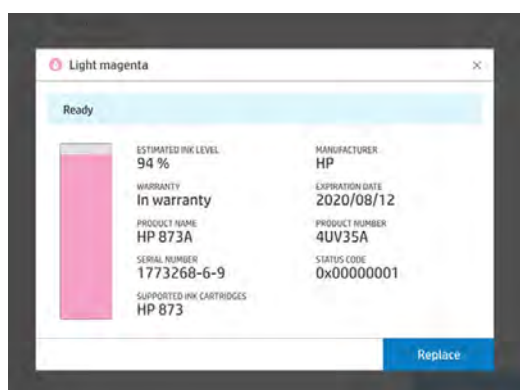 Light magenta
Ready
ESTIMATED INK LEVEL
94 %
MANUFACTURER
HP
WARRANTY
In warranty
EXPIRATION DATE
2020/08/12
PRODUCT NAME
HP 873A
PRODUCT NUMBER
4UV35A
SERIAL NUMBER
1773268-6-9
STATUS CODE
0x00000001
SUPPORTED INK CARTRIDGES
HP 873
Replace